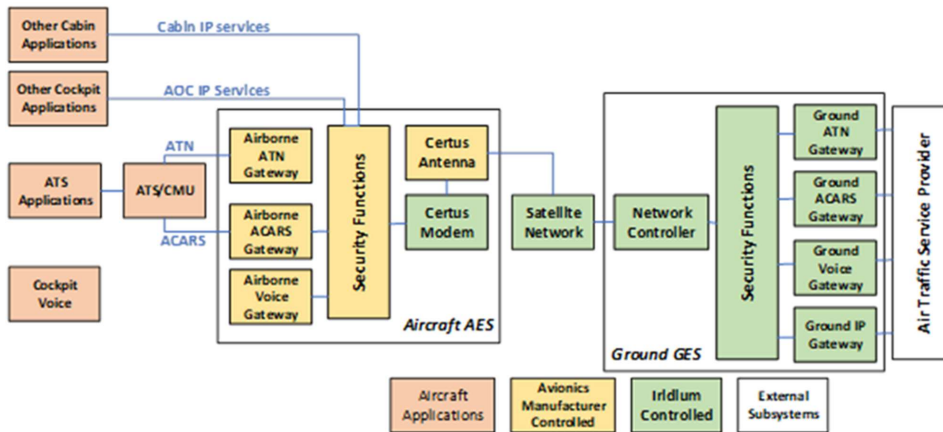 Other Cabin
Applications
Cabin IP services
Other Cockpit
Applications
AOC IP Services
ATS
Applications
ATS/CMU
ATN
ACARS
Cockpit
Voice
Airborne
ATN
Gateway
Airborne
ACARS
Gateway
Airborne
Voice
Gateway
Security Functions
Certus
Antenna
Certus
Modem
Aircraft AES
Satellite
Network
Network
Controller
Security Functions
Ground
ATN
Gateway
Ground
ACARS
Gateway
Ground
Voice
Gateway
Ground IP
Gateway
Ground GES
Air Traffic Service Provider
Aircraft
Applications
Avionics
Manufacturer
Controlled
Iridium
Controlled
External
Subsystems